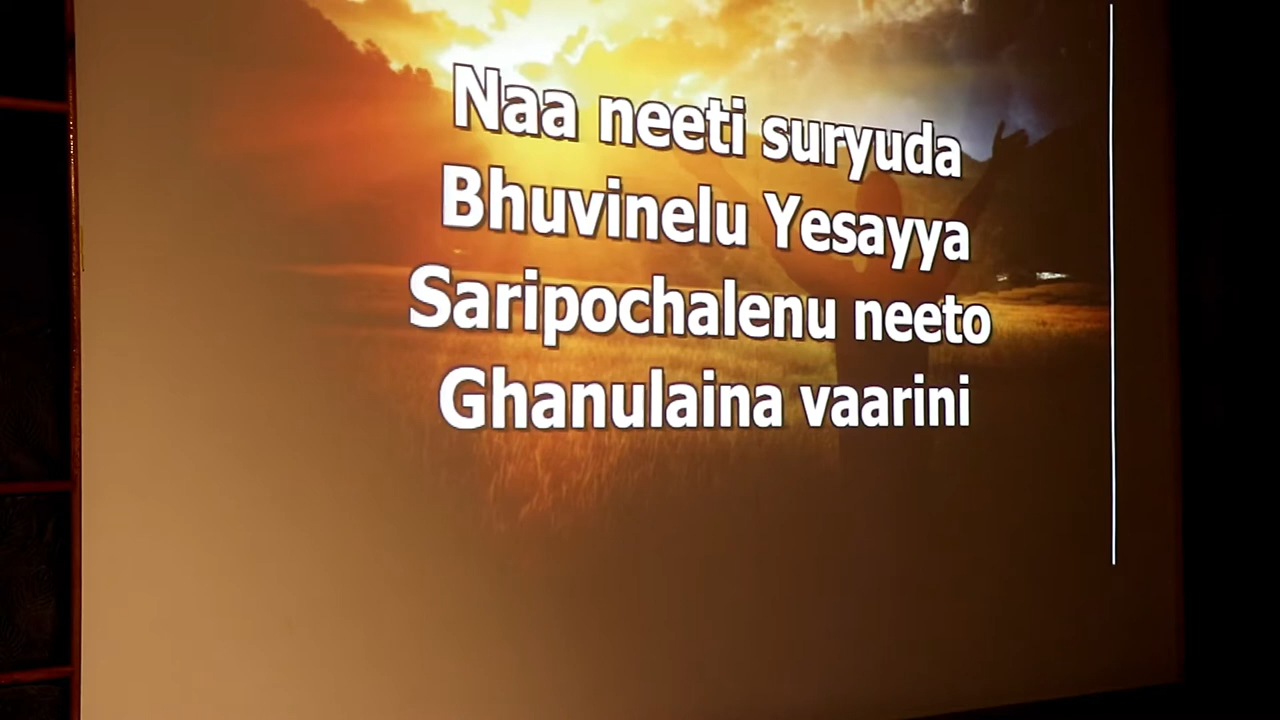 Naa neeti suryuda
Bhuvinelu Yesayya
Saripochalenu neeto
Ghanulaina vaarini